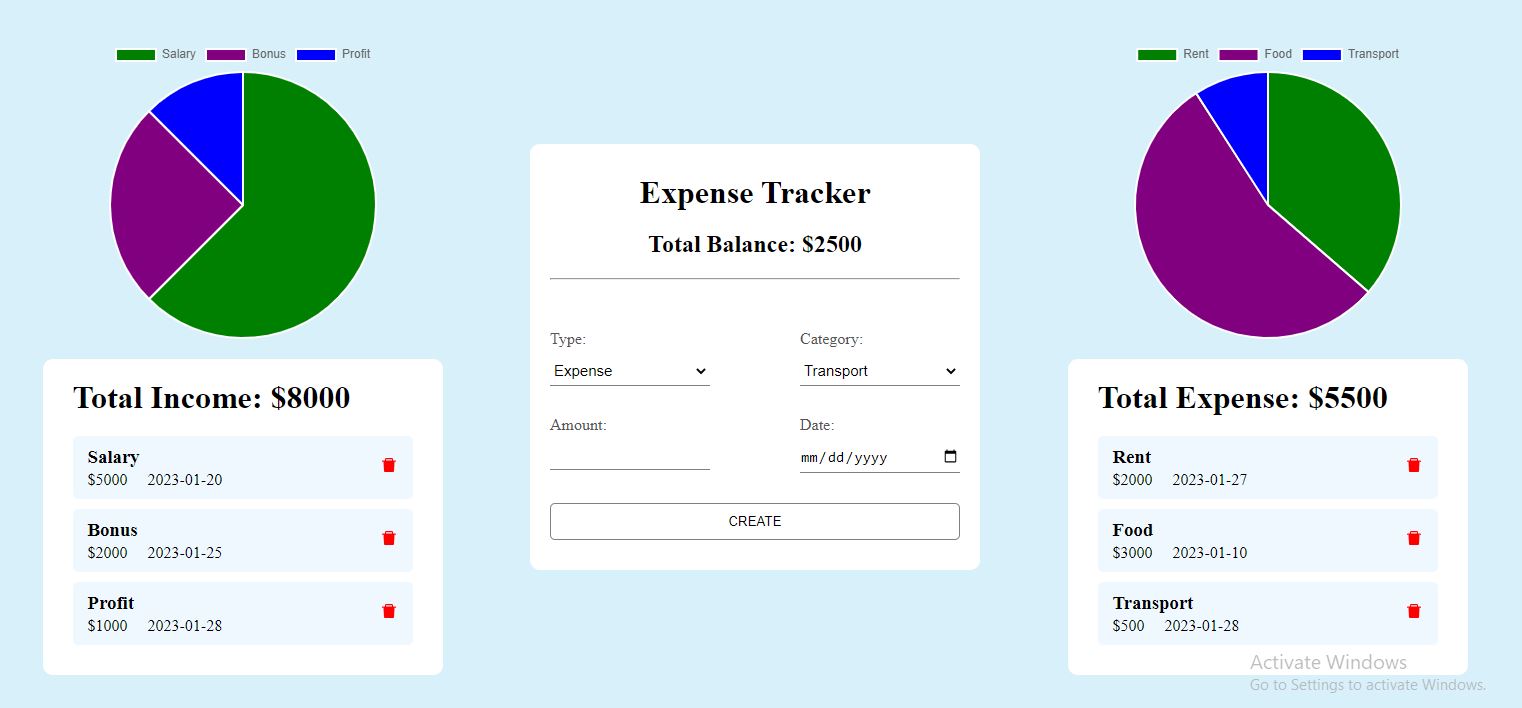 Salary Bonus Profit
Total Income: $8000
Salary
$5000 2023-01-20
Bonus
$2000 2023-01-25
Profit
$1000 2023-01-28
Expense Tracker
Total Balance: $2500
Type: Category:
Expense Transport
Amount: Date:
mm/dd/yyyy
CREATE
Rent Food Transport
Total Expense: $5500
Rent
$2000 2023-01-27
Food
$3000 2023-01-10
Transport
$500 2023-01-28
Activate Windows
Go to Settings to activate Windows.